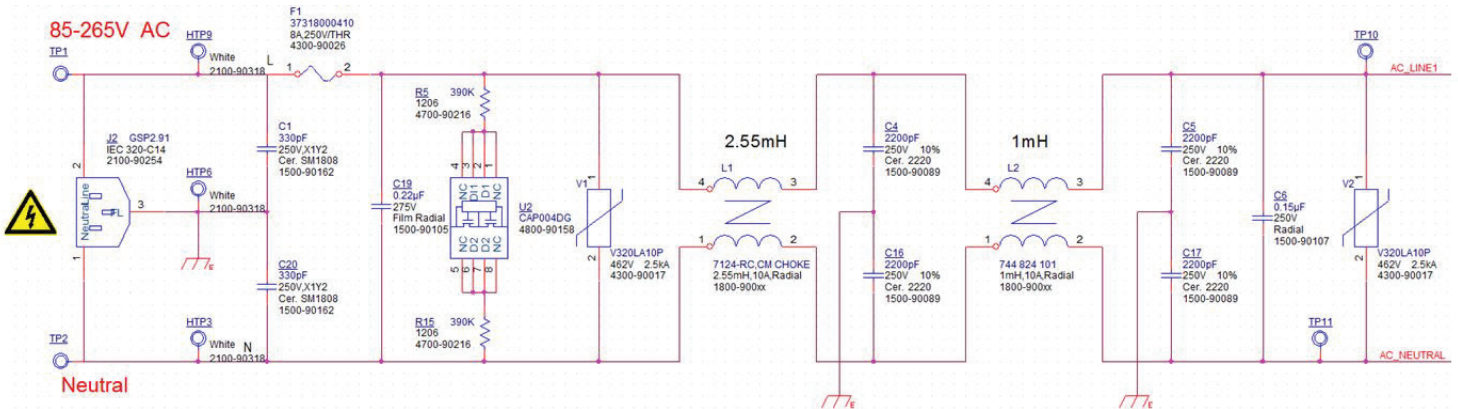 85-265V AC
TP1
HTP9
White
2100-90318
L
F1
37318000410
8A,250V/THR
4300-90026
1
2
J2 GSP2.91
IEC 320-C14
2100-90254
2
Neutral
Line
3
1
HTP6
White
2100-90318
E
C1
330pF
250V,X1Y2
Cer. SM1808
1500-90162
C20
330pF
250V,X1Y2
Cer. SM1808
1500-90162
TP2
HTP3
White
2100-90318
N
Neutral
C19
0.22µF
275V
Film Radial
1500-90105
R5 390K
1206
4700-90216
4 3 2 1
NC D1 D1 NC
NC D2 D2 NC
5 6 7 8
U2
CAP004DG
4800-90158
R15 390K
1206
4700-90216
V1
1
2
V320LA10P
462V 2.5kA
4300-90017
2.55mH
L1
4
3
1
2
7124-RC,CM CHOKE
2.55mH,10A,Radial
1800-900xx
C4
2200pF
250V 10%
Cer. 2220
1500-90089
C16
2200pF
250V 10%
Cer. 2220
1500-90089
E
1mH
L2
4
3
1
2
744 824 101
1mH,10A,Radial
1800-900xx
C5
2200pF
250V 10%
Cer. 2220
1500-90089
C17
2200pF
250V 10%
Cer. 2220
1500-90089
E
C6
0.15µF
250V
Radial
1500-90107
TP10
AC_LINE1
V2
1
2
V320LA10P
462V 2.5kA
4300-90017
TP11
AC_NEUTRAL